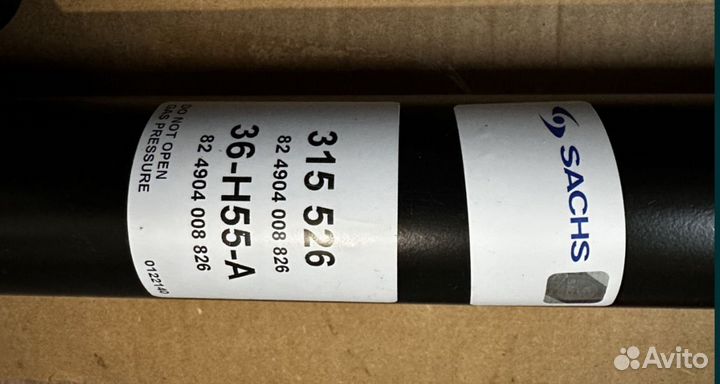 315 526
82 4904 008 826
36-H55-A
82 4904 008 826
DO NOT OPEN
GAS PRESSURE
0122140
SACHS
Avito